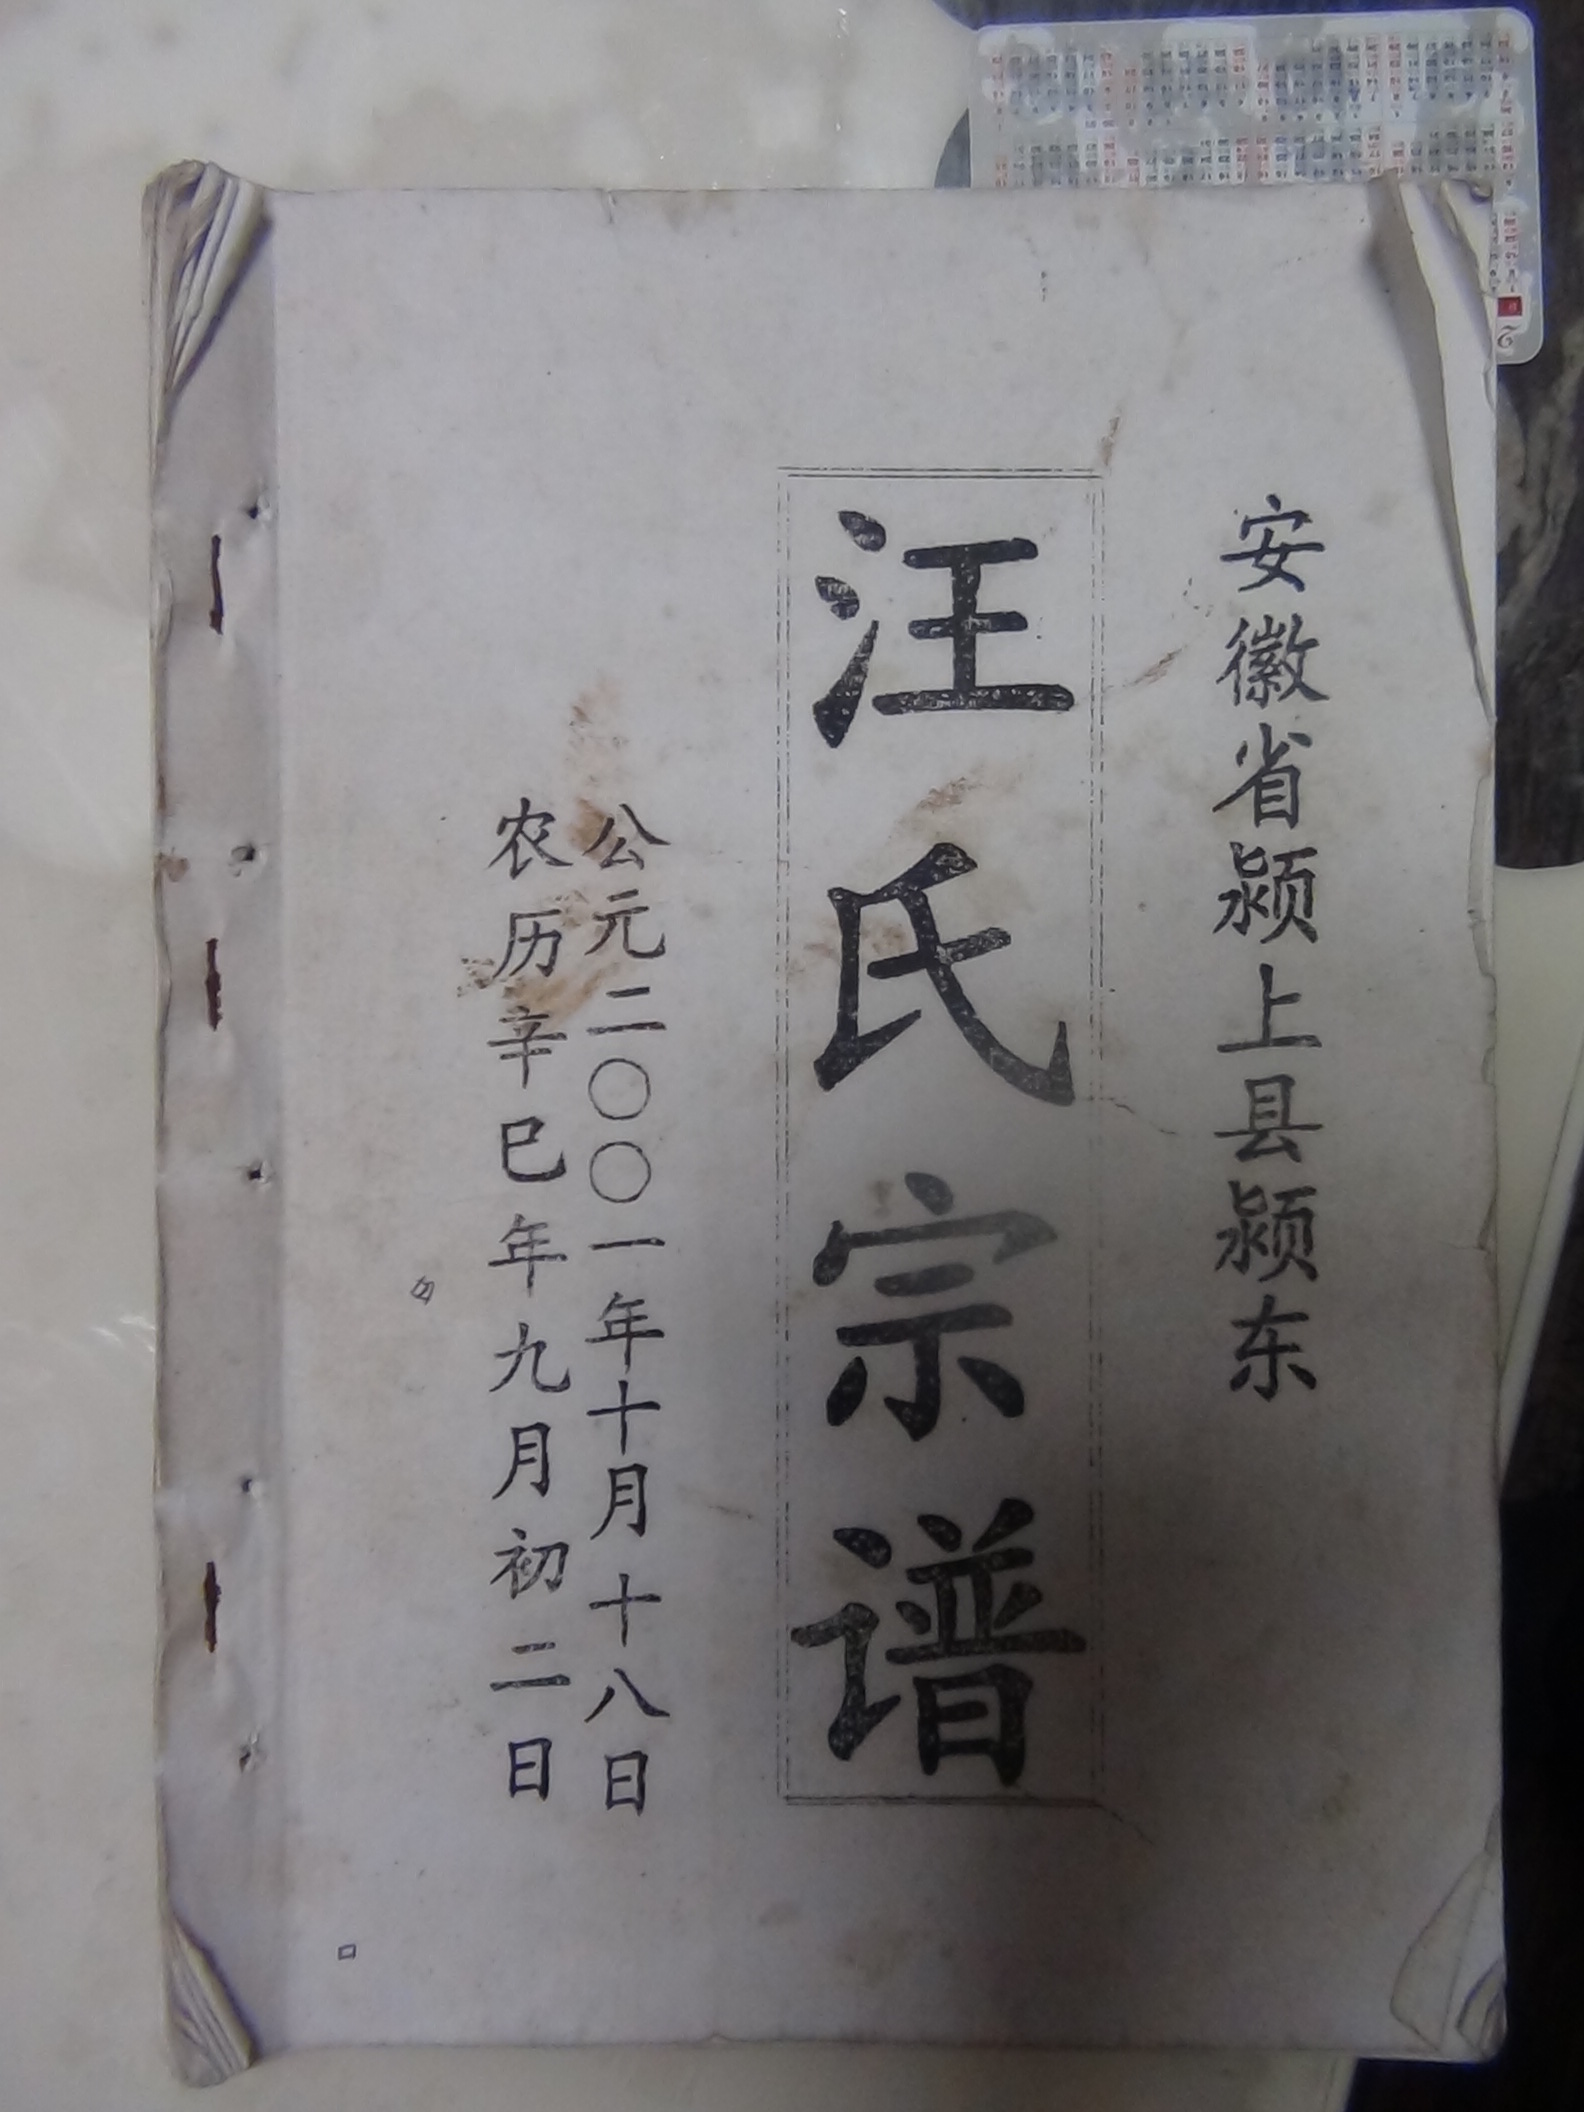 安徽省颍上县颍东
汪氏宗谱
公元二〇〇一年十月十八日
农历辛巳年九月初二日